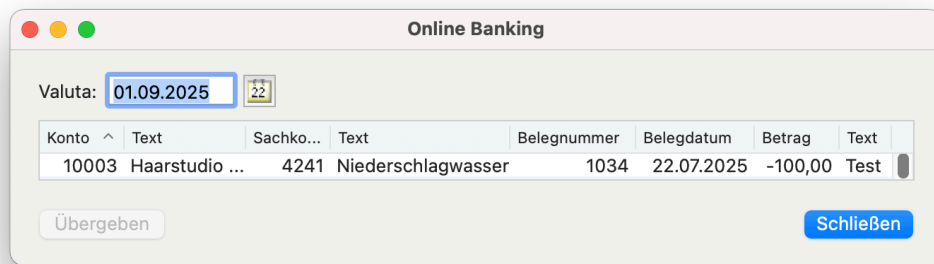 Online Banking
Valuta: 01.09.2025 22
Konto Text Sachko... Text Belegnummer Belegdatum Betrag Text
10003 Haarstudio ... 4241 Niederschlagwasser 1034 22.07.2025 -100,00 Test
Übergeben Schließen